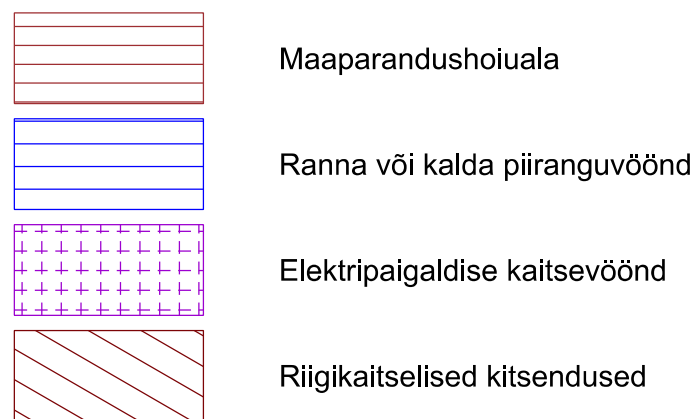 Maaparandushoiuala
Ranna või kalda piiranguvöönd
Elektripaigaldise kaitsevöönd
Riigikaitselised kitsendused